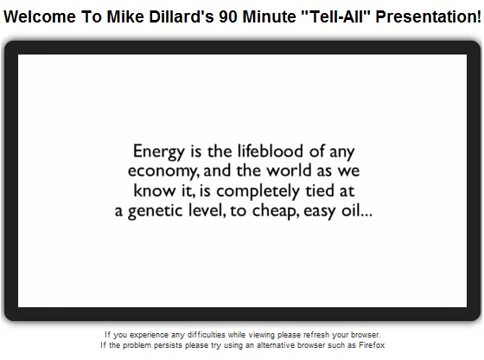 Welcome To Mike Dillard's 90 Minute "Tell-All" Presentation!
Energy is the lifeblood of any
economy, and the world as we
know it, is completely tied at
a genetic level, to cheap, easy oil...
If you experience any difficulties while viewing please refresh your browser.
If the problem persists please try using an alternative browser such as Firefox